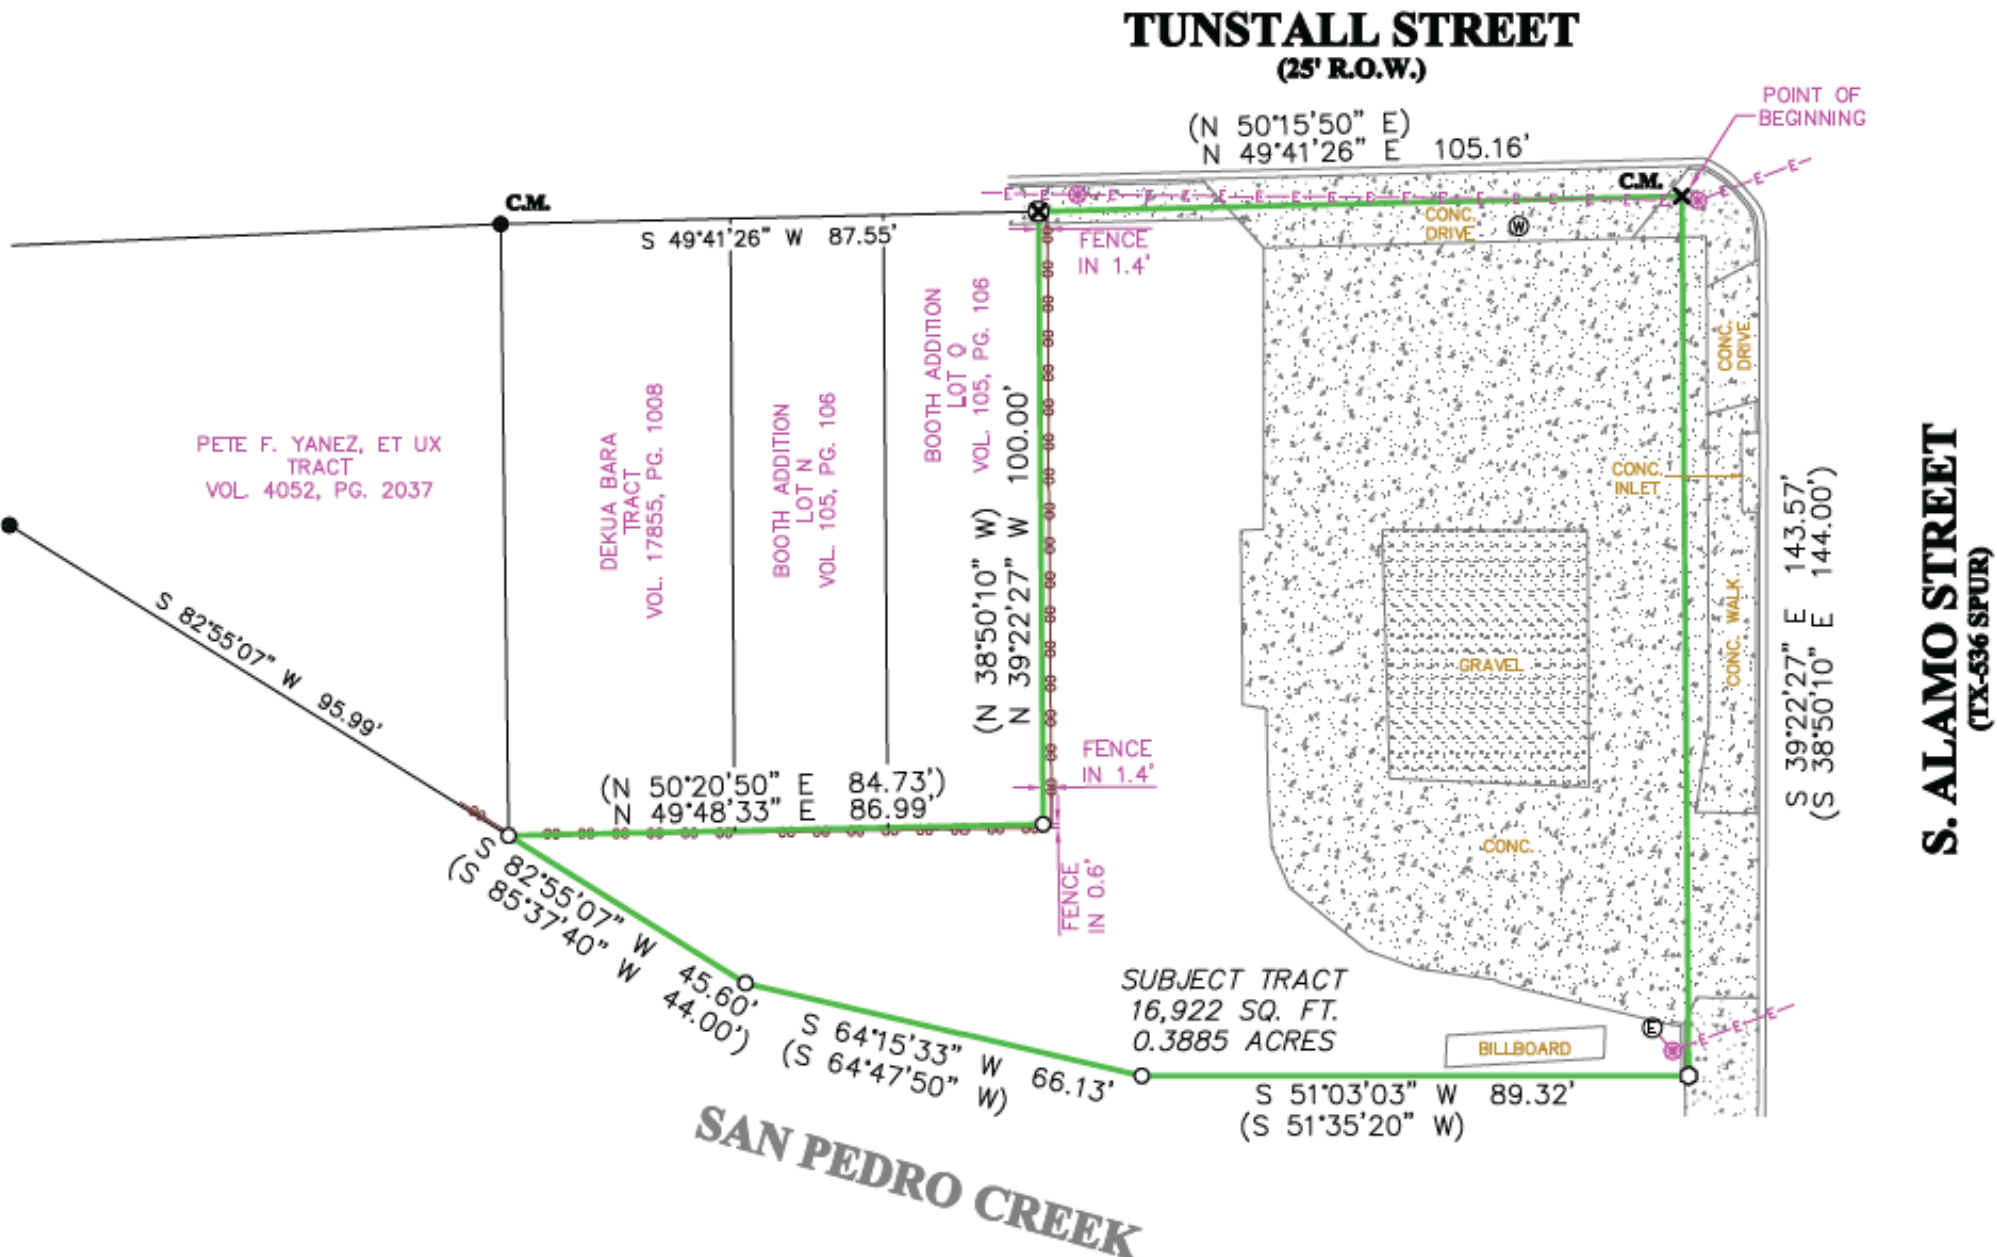 TUNSTALL STREET
(25' R.O.W.)
POINT OF
BEGINNING
(N 50°15'50" E)
N 49°41'26" E 105.16'
C.M.
C.M.
E E E E E E E E E E E E E E
CONC.
DRIVE
W
S 49°41'26" W 87.55'
FENCE
IN 1.4'
BOOTH ADDITION
LOT Q
VOL. 105, PG. 106
CONC.
DRIVE
PETE F. YANEZ, ET UX
TRACT
VOL. 4052, PG. 2037
DEKUA BARA
TRACT
VOL. 17855, PG. 1008
BOOTH ADDITION
LOT N
VOL. 105, PG. 106
(N 38°50'10" W)
N 39°22'27" W 100.00'
CONC.
INLET
S 39°22'27" E 143.57'
(S 38°50'10" E 144.00')
S. ALAMO STREET
(TX-536 SPUR)
CONC. WALK
GRAVEL
S 82°55'07" W 95.99'
FENCE
IN 1.4'
(N 50°20'50" E 84.73')
N 49°48'33" E 86.99'
CONC.
FENCE
IN 0.6'
S 82°55'07" W 45.60'
(S 85°37'40" W 44.00')
SUBJECT TRACT
16,922 SQ. FT.
0.3885 ACRES
E
E E
BILLBOARD
S 64°15'33" W 66.13'
(S 64°47'50" W)
S 51°03'03" W 89.32'
(S 51°35'20" W)
SAN PEDRO CREEK